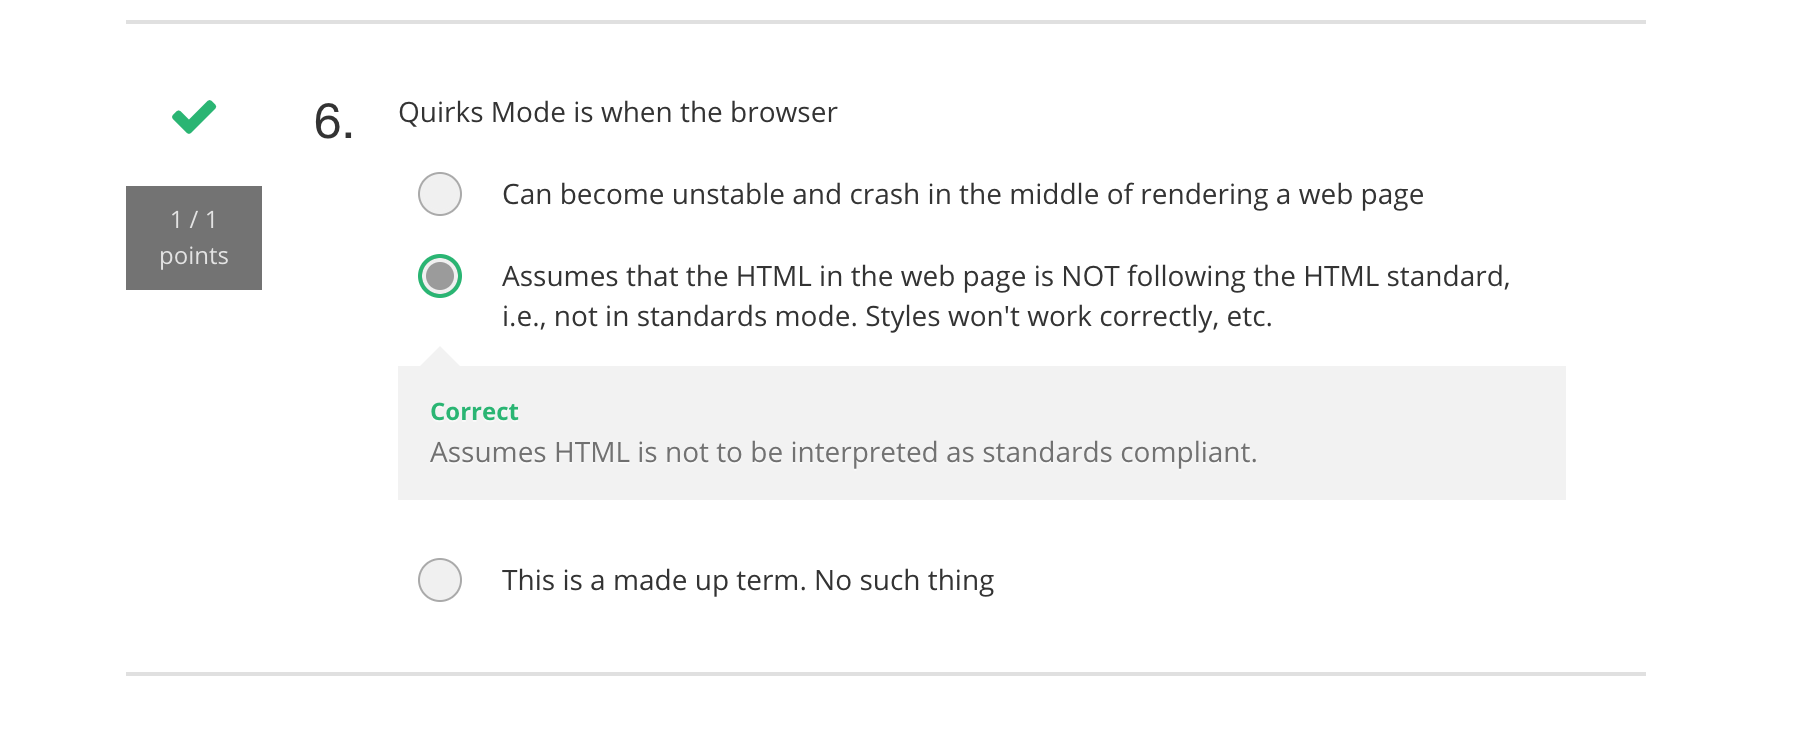 6.
Quirks Mode is when the browser
1 / 1
points
Can become unstable and crash in the middle of rendering a web page
Assumes that the HTML in the web page is NOT following the HTML standard,
i.e., not in standards mode. Styles won't work correctly, etc.
Correct
Assumes HTML is not to be interpreted as standards compliant.
This is a made up term. No such thing